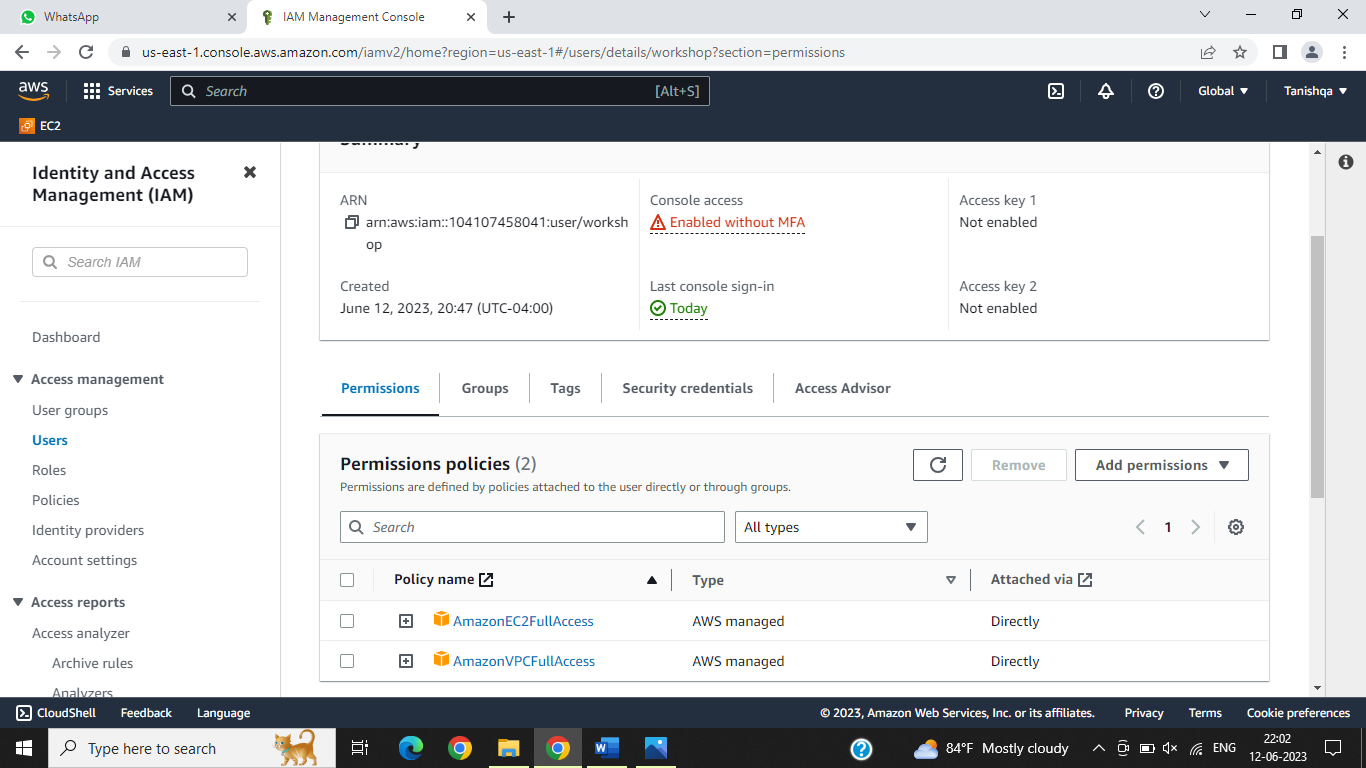 WhatsApp
IAM Management Console
us-east-1.console.aws.amazon.com/iamv2/home?region=us-east-1#/users/details/workshop?section=permissions
aws
Services
Search
[Alt+S]
Global
Tanishqa
EC2
Identity and Access
Management (IAM)
Search IAM
Dashboard
Access management
User groups
Users
Roles
Policies
Identity providers
Account settings
Access reports
Access analyzer
Archive rules
Analyzers
Summary
ARN
arn:aws:iam::104107458041:user/worksh
op
Console access
Enabled without MFA
Access key 1
Not enabled
Created
June 12, 2023, 20:47 (UTC-04:00)
Last console sign-in
Today
Access key 2
Not enabled
Permissions
Groups
Tags
Security credentials
Access Advisor
Permissions policies (2)
Permissions are defined by policies attached to the user directly or through groups.
Remove
Add permissions
Search
All types
1
Policy name
Type
Attached via
AmazonEC2FullAccess
AWS managed
Directly
AmazonVPCFullAccess
AWS managed
Directly
CloudShell
Feedback
Language
© 2023, Amazon Web Services, Inc. or its affiliates.
Privacy
Terms
Cookie preferences
Type here to search
84°F Mostly cloudy
ENG
22:02
12-06-2023